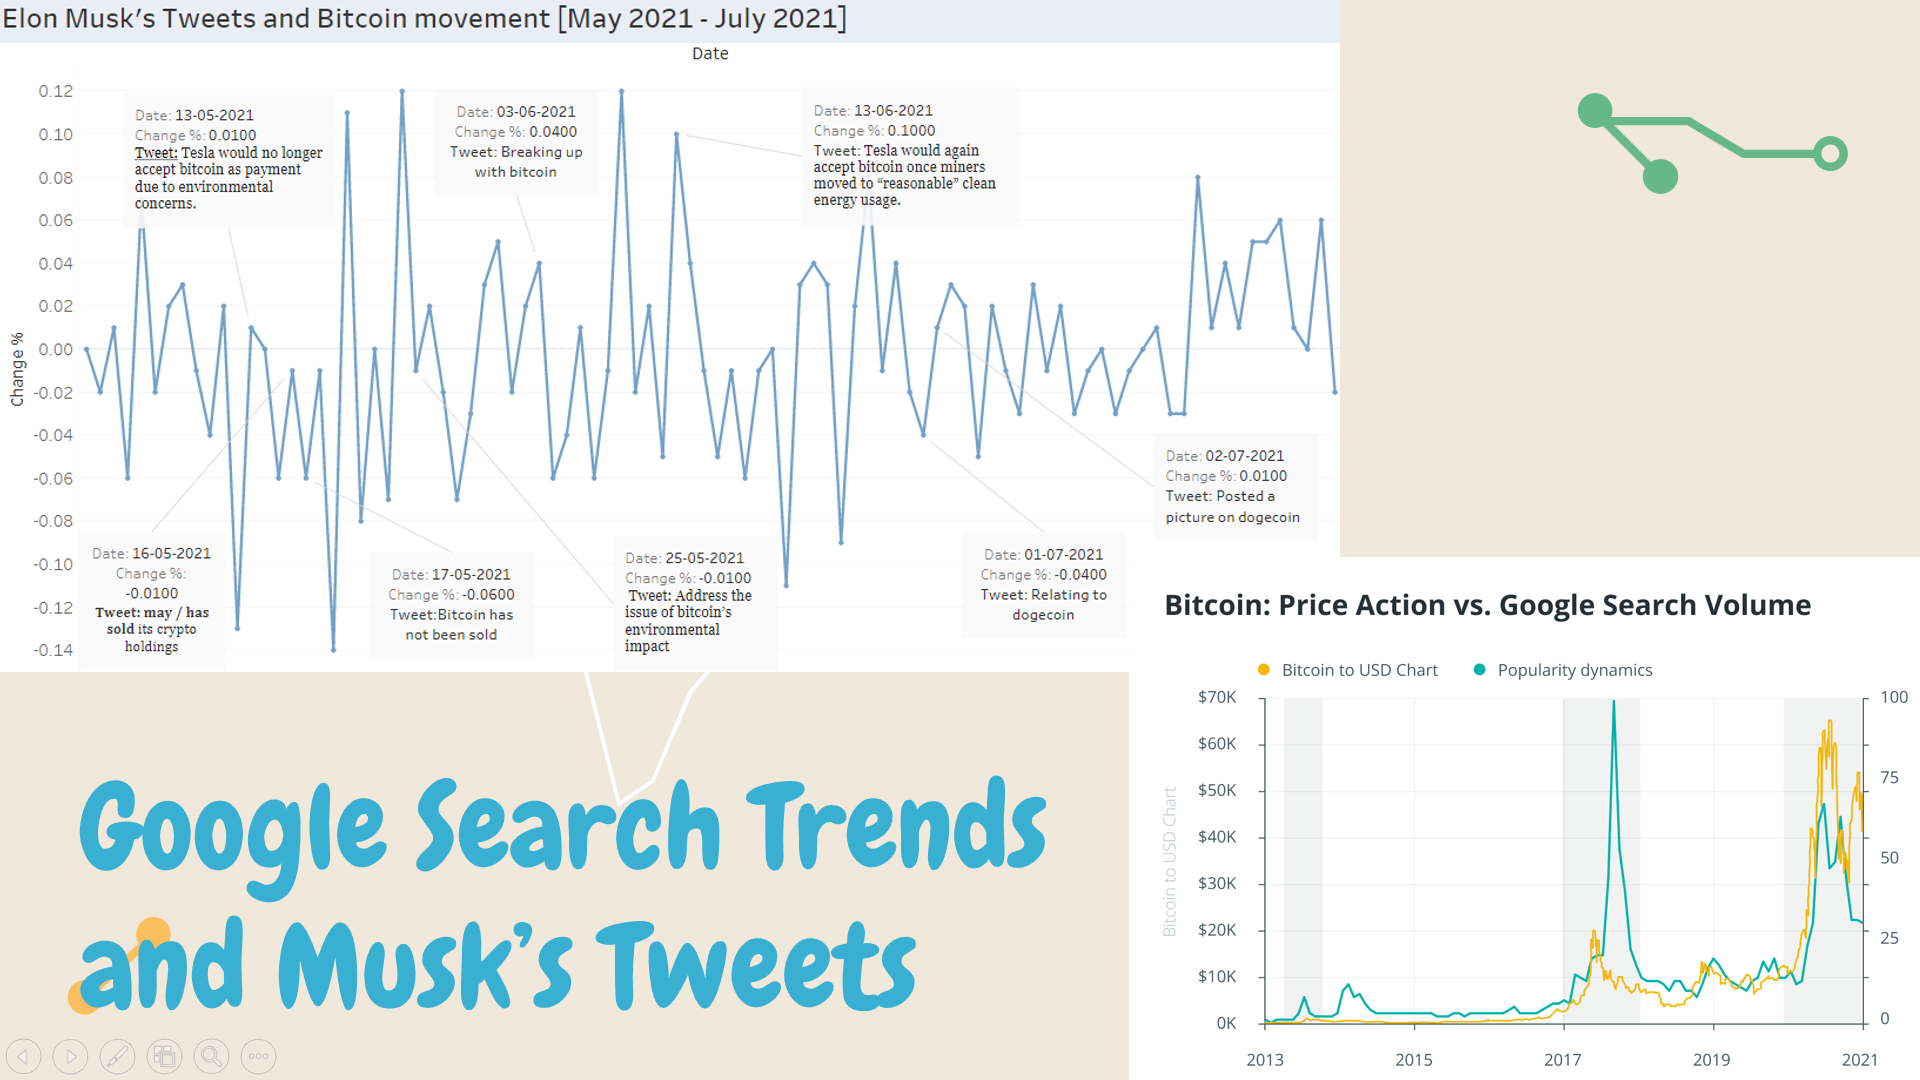 Elon Musk’s Tweets and Bitcoin movement [May 2021 - July 2021]
Date
Change %
0.12
0.10
0.08
0.06
0.04
0.02
0.00
-0.02
-0.04
-0.06
-0.08
-0.10
-0.12
-0.14
Date: 13-05-2021
Change %: 0.0100
Tweet: Tesla would no longer
accept bitcoin as payment
due to environmental
concerns.
Date: 03-06-2021
Change %: 0.0400
Tweet: Breaking up
with bitcoin
Date: 13-06-2021
Change %: 0.1000
Tweet: Tesla would again
accept bitcoin once miners
moved to “reasonable” clean
energy usage.
Date: 16-05-2021
Change %:
-0.0100
Tweet: may / has
sold its crypto
holdings
Date: 17-05-2021
Change %: -0.0600
Tweet:Bitcoin has
not been sold
Date: 25-05-2021
Change %: -0.0100
Tweet: Address the
issue of bitcoin’s
environmental
impact
Date: 01-07-2021
Change %: -0.0400
Tweet: Relating to
dogecoin
Date: 02-07-2021
Change %: 0.0100
Tweet: Posted a
picture on dogecoin
Google Search Trends
and Musk’s Tweets
Bitcoin: Price Action vs. Google Search Volume
Bitcoin to USD Chart
Popularity dynamics
Bitcoin to USD Chart
$70K
$60K
$50K
$40K
$30K
$20K
$10K
0K
100
75
50
25
0
2013
2015
2017
2019
2021